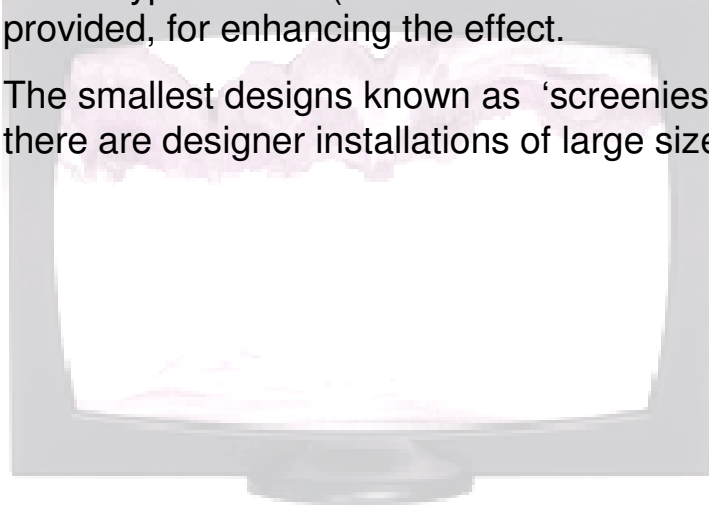 provided, for enhancing the effect.
The smallest designs known as ‘screenies
there are designer installations of large size